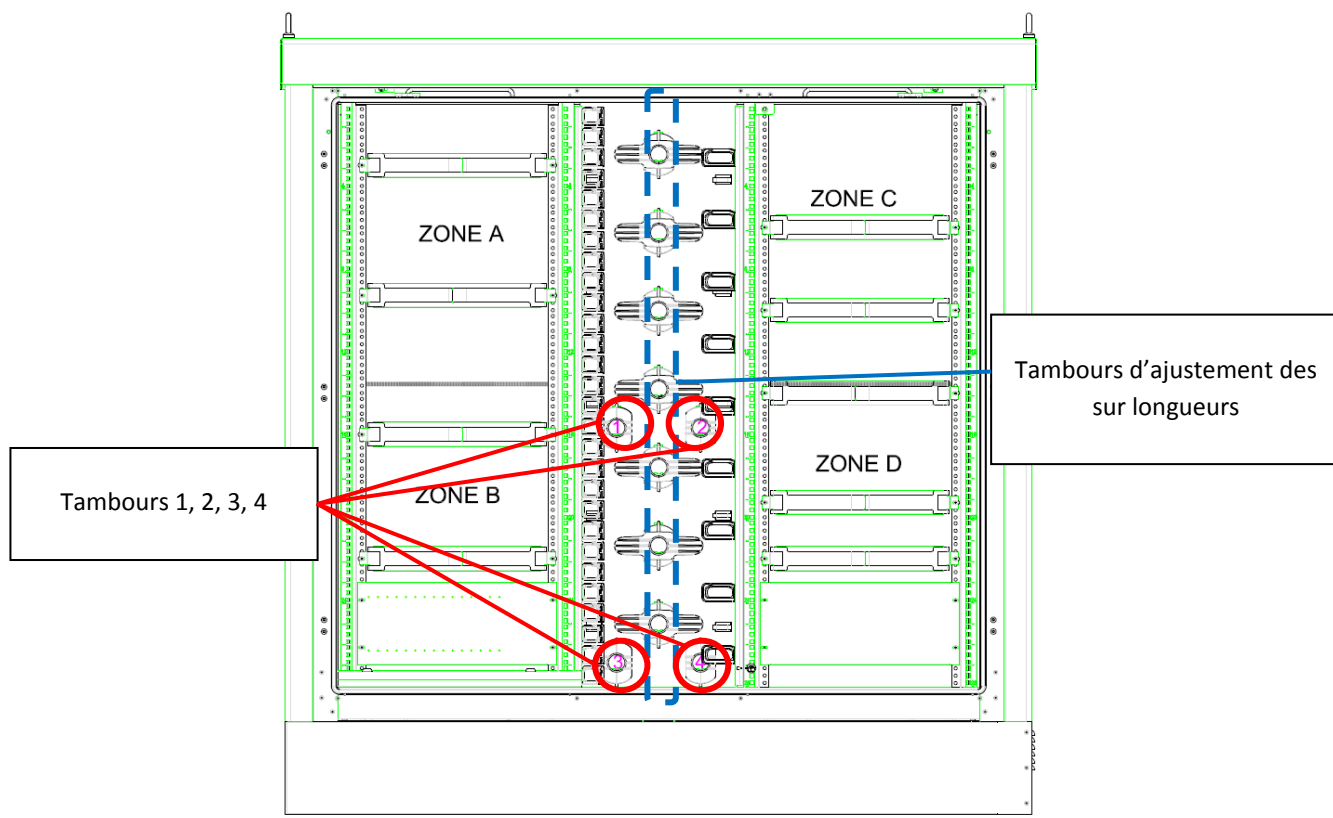 ZONE A
ZONE C
Tambours d’ajustement des
sur longueurs
1
2
Tambours 1, 2, 3, 4
ZONE B
ZONE D
3
4